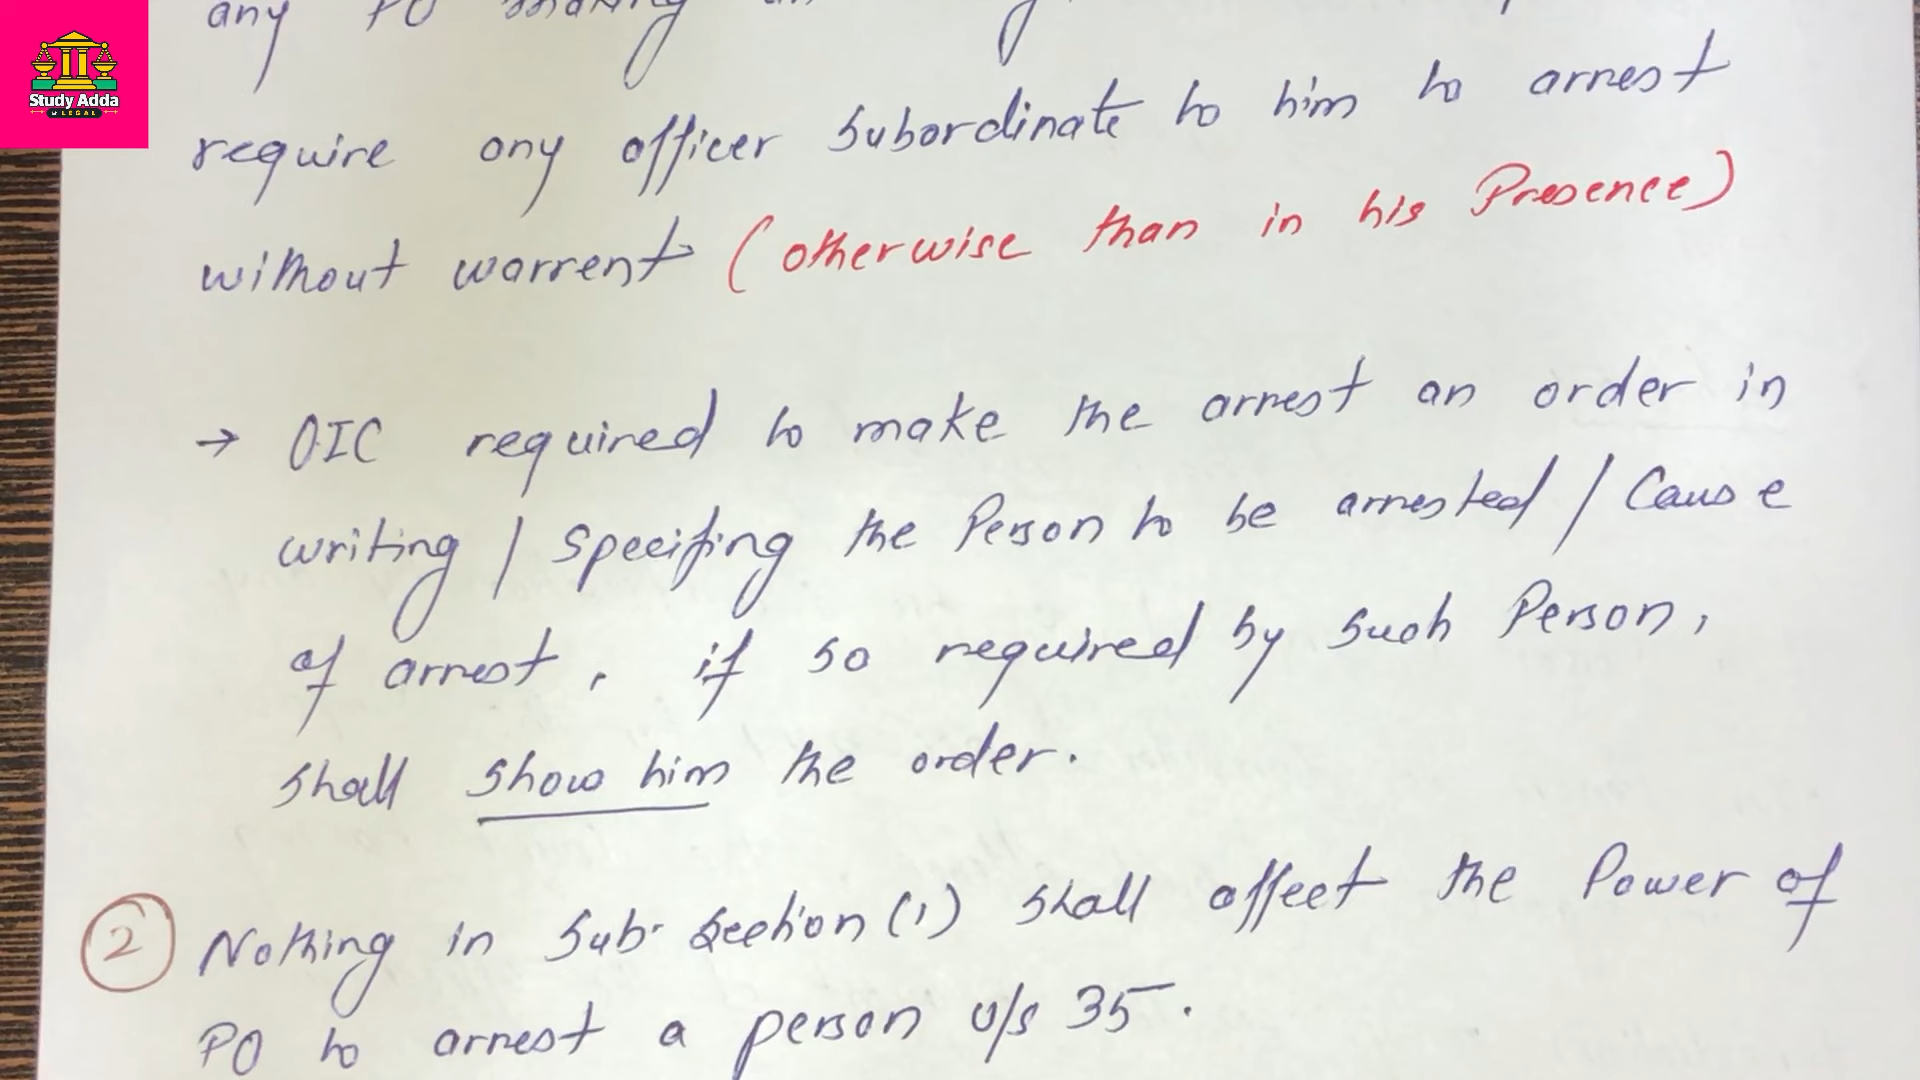 Study Adda
LEGAL
any PO making
require any officer subordinate to him to arrest
without warrent (otherwise than in his Presence)
→ OIC required to make the arrest an order in
writing / specifing the Person to be arrested / Cause
of arrest, if so required by such Person,
shall show him the order.
2 Nothing in sub-section (1) shall affect the Power of
PO to arrest a person u/s 35.